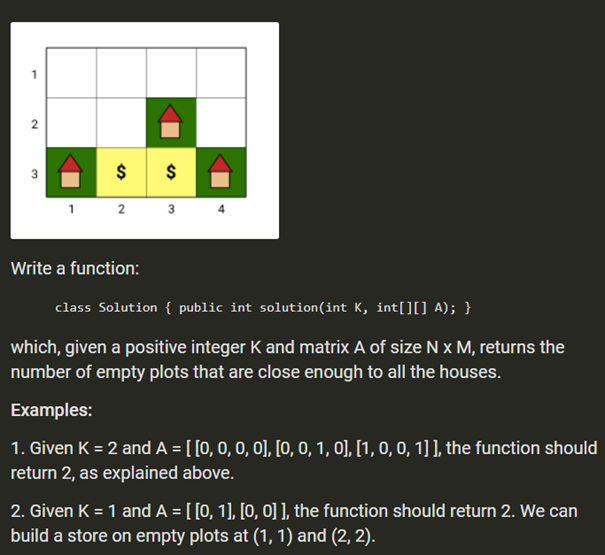 1
2
3
$ $
1 2 3 4
Write a function:
class Solution { public int solution(int K, int[][] A); }
which, given a positive integer K and matrix A of size N x M, returns the
number of empty plots that are close enough to all the houses.
Examples:
1. Given K = 2 and A = [ [0, 0, 0, 0], [0, 0, 1, 0], [1, 0, 0, 1] ], the function should
return 2, as explained above.
2. Given K = 1 and A = [ [0, 1], [0, 0] ], the function should return 2. We can
build a store on empty plots at (1, 1) and (2, 2).